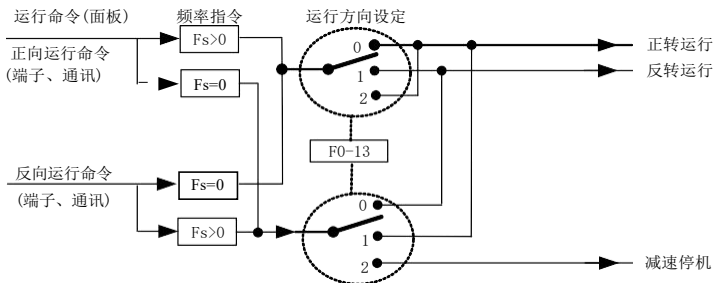 运行命令(面板)
频率指令
运行方向设定
正向运行命令
(端子、通讯)
Fs>0
Fs=0
0
1
2
正转运行
反转运行
F0-13
反向运行命令
(端子、通讯)
Fs=0
Fs>0
0
1
2
减速停机